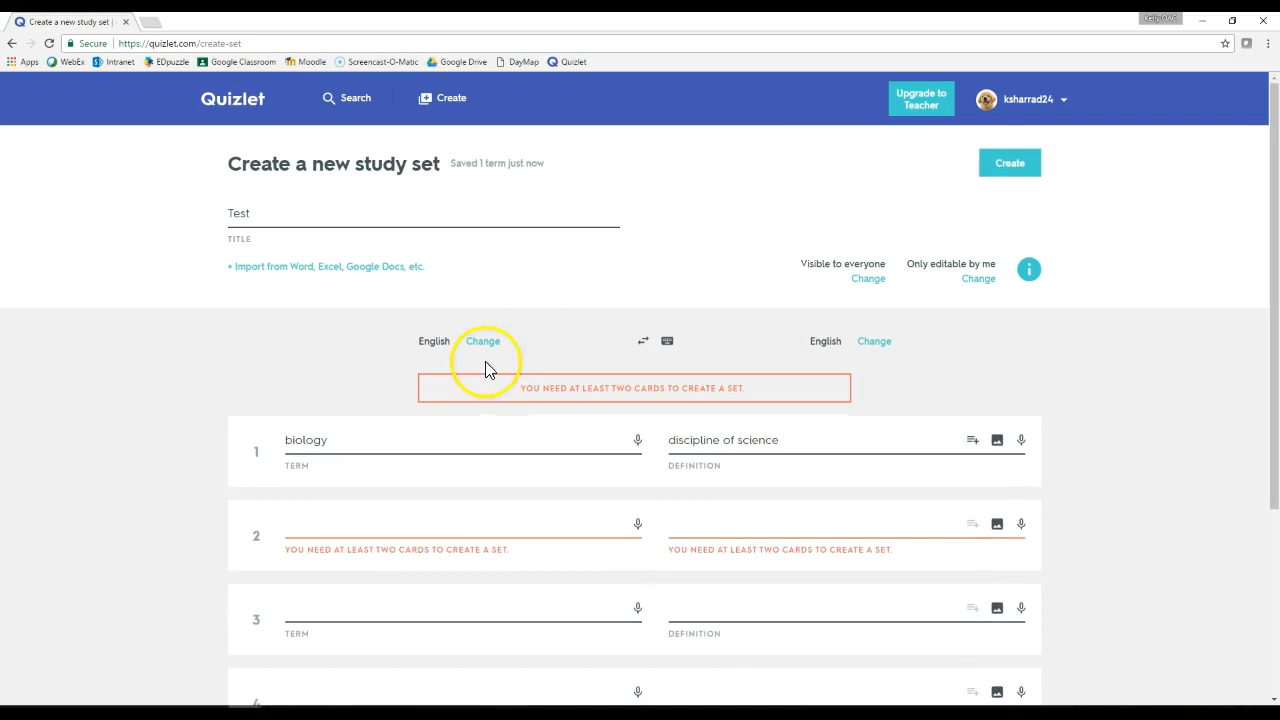 Create a new study set |
Kelly OAC
Secure
https://quizlet.com/create-set
Apps WebEx Intranet EDpuzzle Google Classroom Moodle Screencast-O-Matic Google Drive DayMap Quizlet
Quizlet Search Create Upgrade to Teacher ksharrad24
Create a new study set Saved 1 term just now Create
Test
TITLE
+ Import from Word, Excel, Google Docs, etc.
Visible to everyone Only editable by me
Change Change
English Change English Change
YOU NEED AT LEAST TWO CARDS TO CREATE A SET.
1 biology discipline of science
TERM DEFINITION
2
YOU NEED AT LEAST TWO CARDS TO CREATE A SET. YOU NEED AT LEAST TWO CARDS TO CREATE A SET.
3
TERM DEFINITION
4